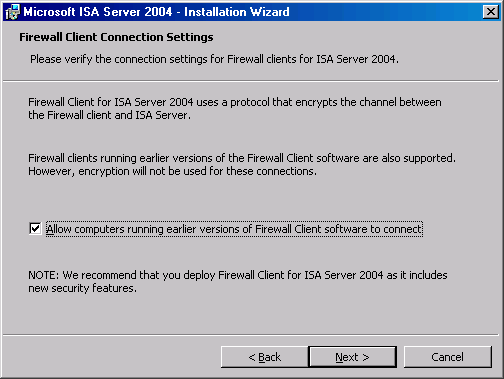 Microsoft ISA Server 2004 - Installation Wizard
Firewall Client Connection Settings
Please verify the connection settings for Firewall clients for ISA Server 2004.
Firewall Client for ISA Server 2004 uses a protocol that encrypts the channel between
the Firewall client and ISA Server.
Firewall clients running earlier versions of the Firewall Client software are also supported.
However, encryption will not be used for these connections.
Allow computers running earlier versions of Firewall Client software to connect
NOTE: We recommend that you deploy Firewall Client for ISA Server 2004 as it includes
new security features.
< Back Next > Cancel